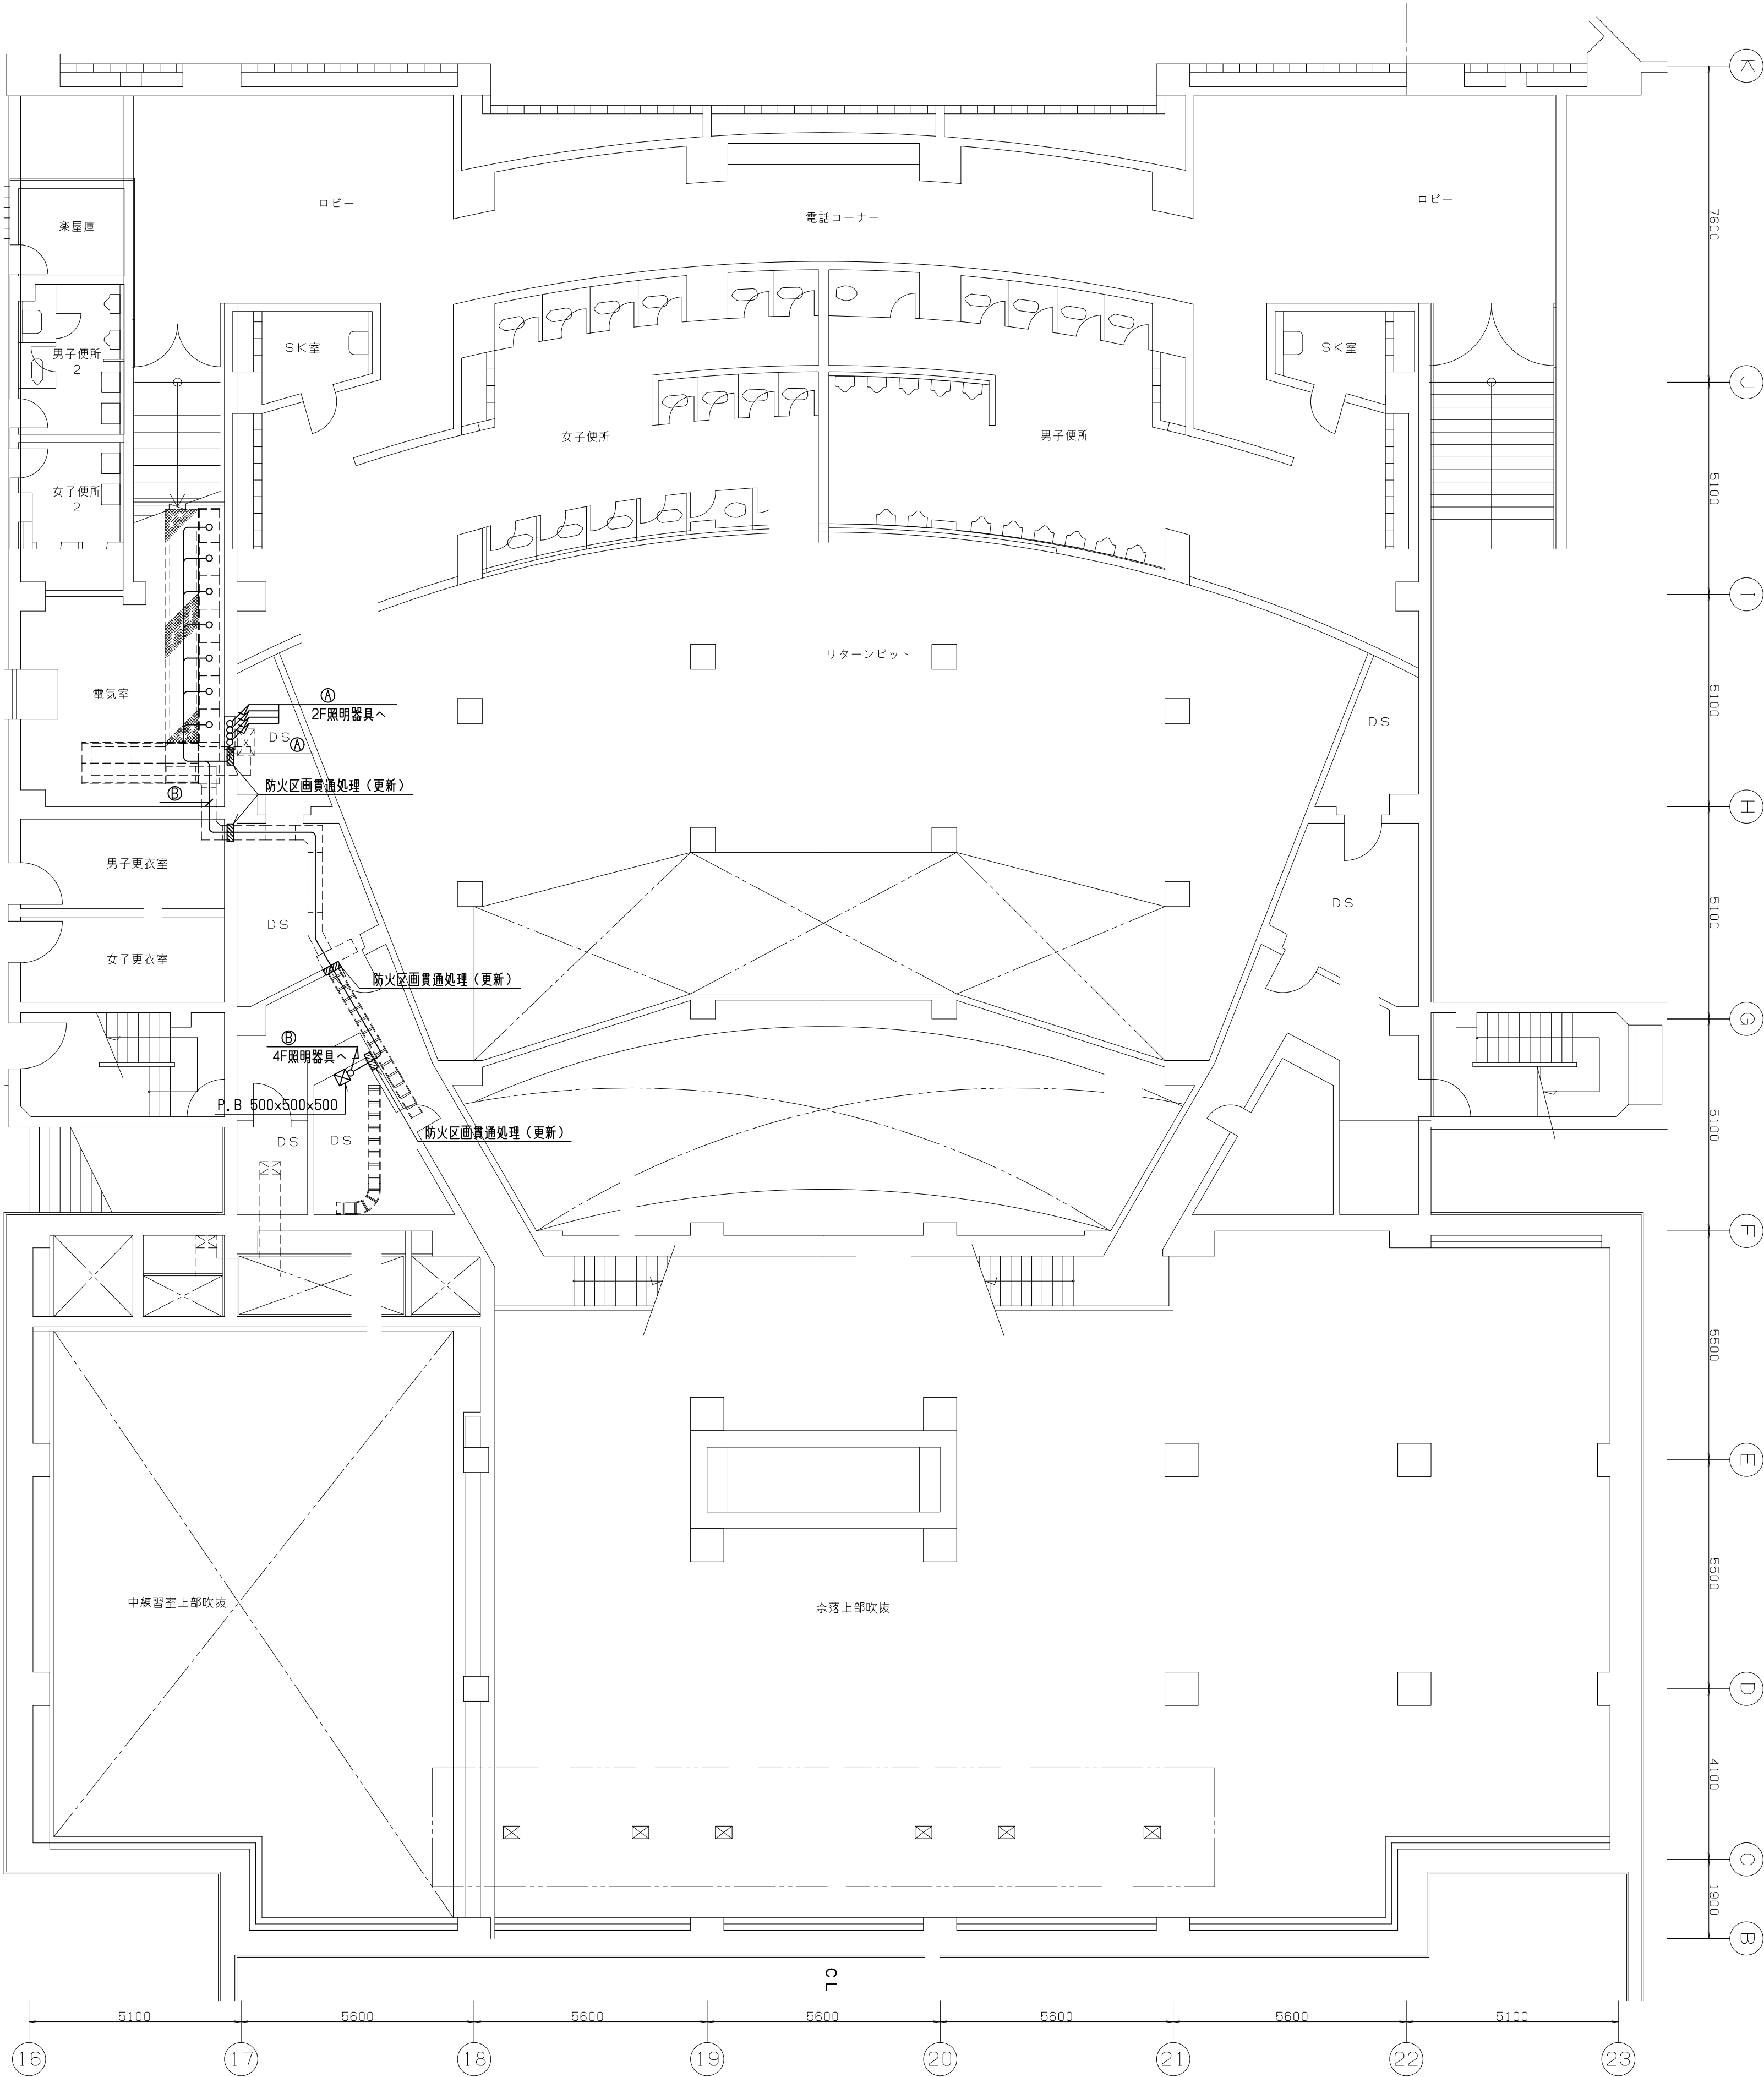 K
ロビー
電話コーナー
ロビー
7600
楽屋庫
SK室
SK室
男子便所
2
J
女子便所
男子便所
女子便所
2
5100
I
リターンピット
電気室
Ⓐ
2F照明器具へ
DS
Ⓐ
DS
5100
防火区画貫通処理（更新）
Ⓑ
H
男子更衣室
DS
DS
5100
女子更衣室
防火区画貫通処理（更新）
G
Ⓑ
4F照明器具へ
P.B 500x500x500
防火区画貫通処理（更新）
DS
DS
5100
F
5500
E
中練習室上部吹抜
奈落上部吹抜
5500
D
4100
C
1900
B
CL
5100
5600
5600
5600
5600
5600
5100
16
17
18
19
20
21
22
23